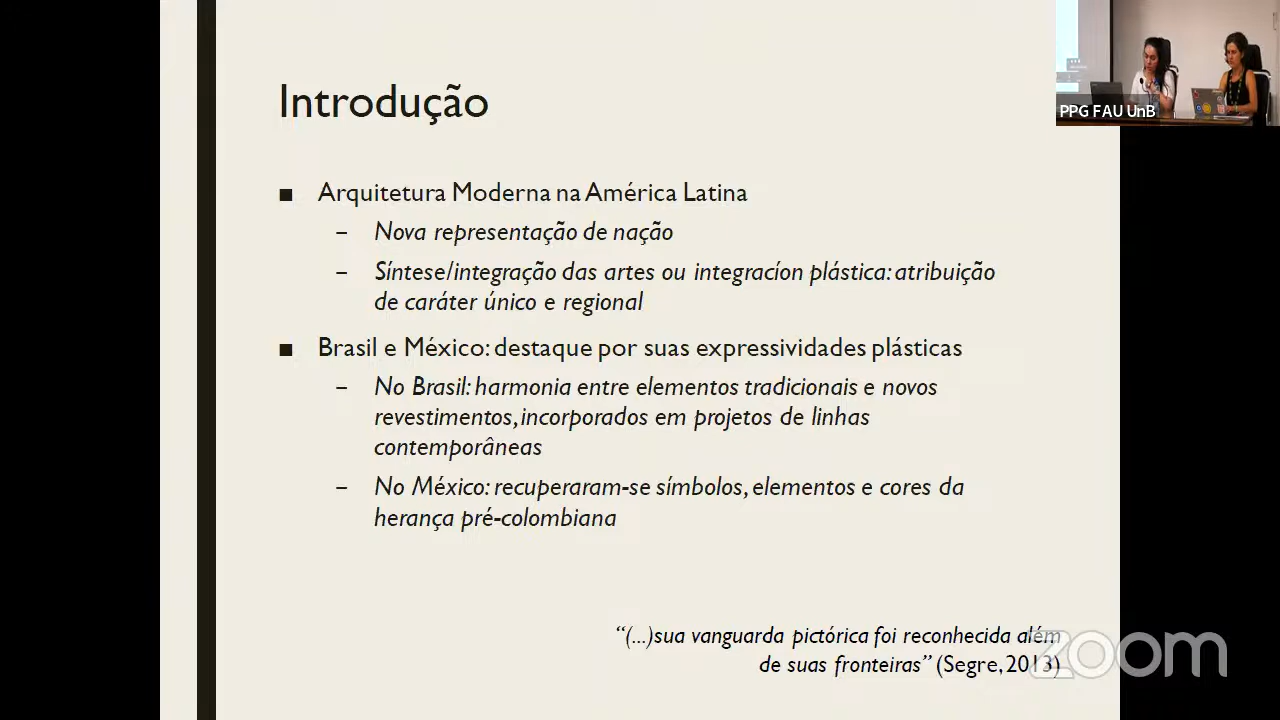 Introdução
PPG FAU UnB
■ Arquitetura Moderna na América Latina
– Nova representação de nação
– Síntese/integração das artes ou integracíon plástica: atribuição
de caráter único e regional
■ Brasil e México: destaque por suas expressividades plásticas
– No Brasil: harmonia entre elementos tradicionais e novos
revestimentos, incorporados em projetos de linhas
contemporâneas
– No México: recuperaram-se símbolos, elementos e cores da
herança pré-colombiana
“(...)sua vanguarda pictórica foi reconhecida além
de suas fronteiras” (Segre, 2013)
zoom